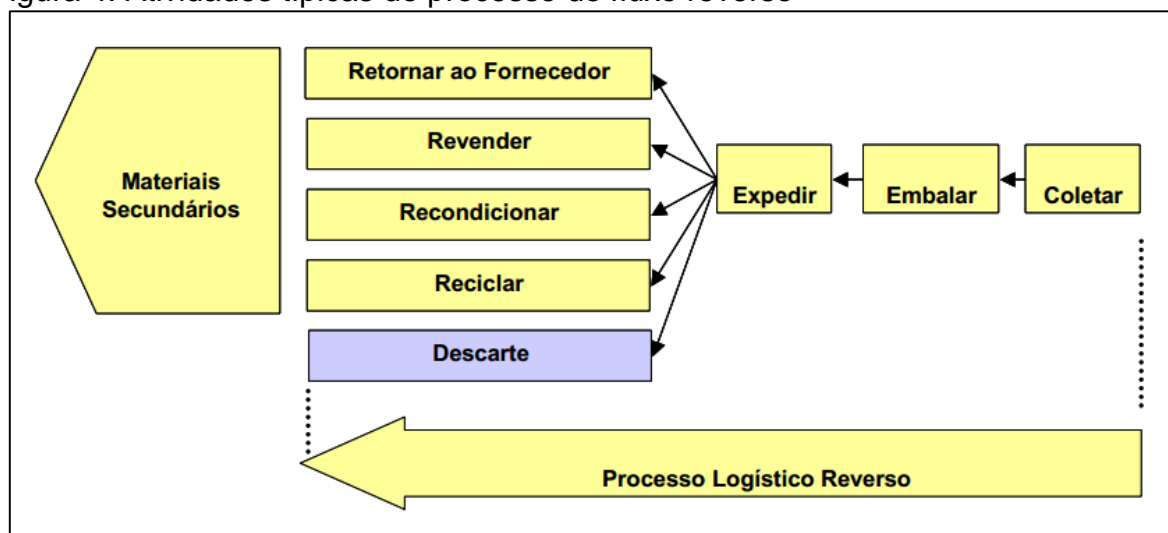 Retornar ao Fornecedor
Revender
Materiais
Secundários
Recondicionar
Reciclar
Descarte
Expedir
Embalar
Coletar
Processo Logístico Reverso